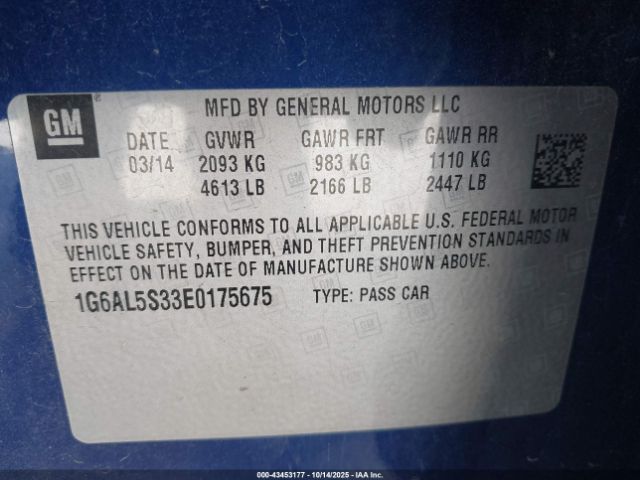 GM
MFD BY GENERAL MOTORS LLC
DATE GVWR GAWR FRT GAWR RR
03/14 2093 KG 983 KG 1110 KG
4613 LB 2166 LB 2447 LB
THIS VEHICLE CONFORMS TO ALL APPLICABLE U.S. FEDERAL MOTOR
VEHICLE SAFETY, BUMPER, AND THEFT PREVENTION STANDARDS IN
EFFECT ON THE DATE OF MANUFACTURE SHOWN ABOVE.
1G6AL5S33E0175675 TYPE: PASS CAR
000-43453177 - 10/14/2025 - IAA Inc.